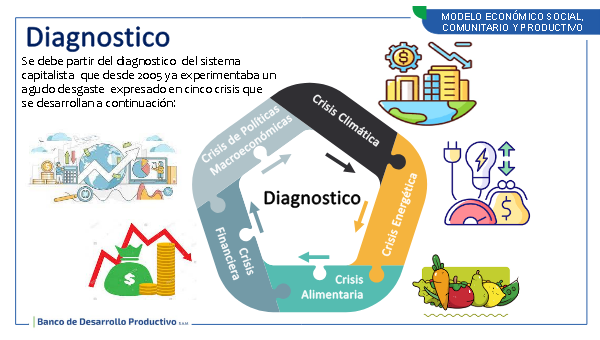 MODELO ECONÓMICO SOCIAL,
COMUNITARIO Y PRODUCTIVO
Diagnostico
Se debe partir del diagnostico del sistema
capitalista que desde 2005 ya experimentaba un
agudo desgaste expresado en cinco crisis que
se desarrollan a continuación:
Crisis de Políticas
Macroeconómicas
Crisis Climática
Crisis Energética
Crisis
Alimentaria
Crisis
Financiera
Diagnostico
Banco de Desarrollo Productivo S.A.M.